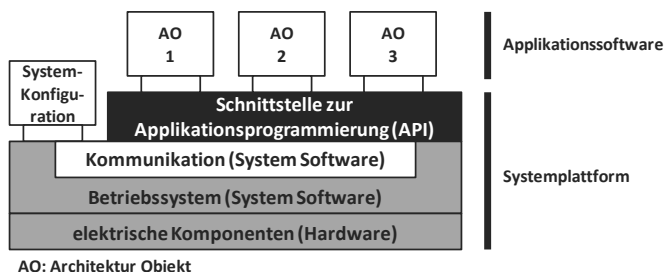 AO
1
AO
2
AO
3
Applikationssoftware
System-
Konfigu-
ration
Schnittstelle zur
Applikationsprogrammierung (API)
Kommunikation (System Software)
Systemplattform
Betriebssystem (System Software)
elektrische Komponenten (Hardware)
AO: Architektur Objekt